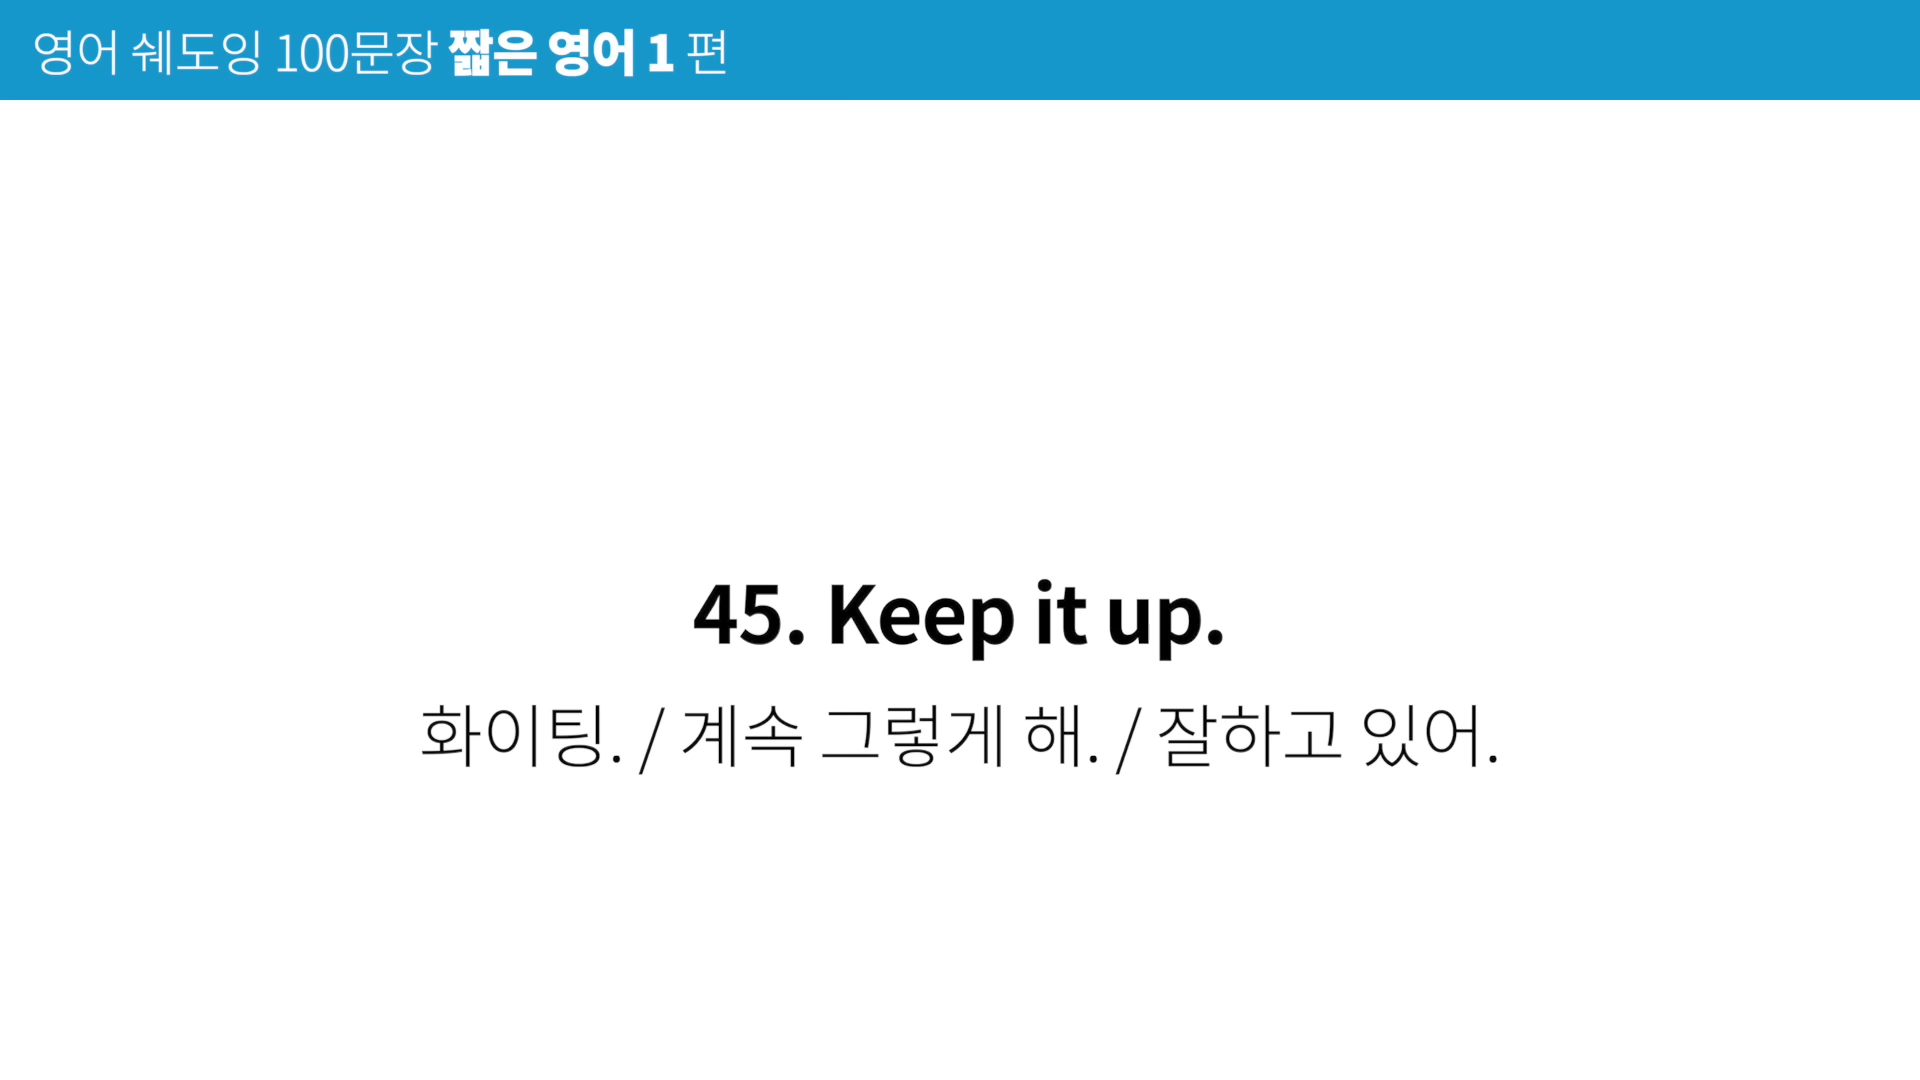 영어 쉐도잉 100문장 짧은 영어 1 편
45. Keep it up.
화이팅. / 계속 그렇게 해. / 잘하고 있어.